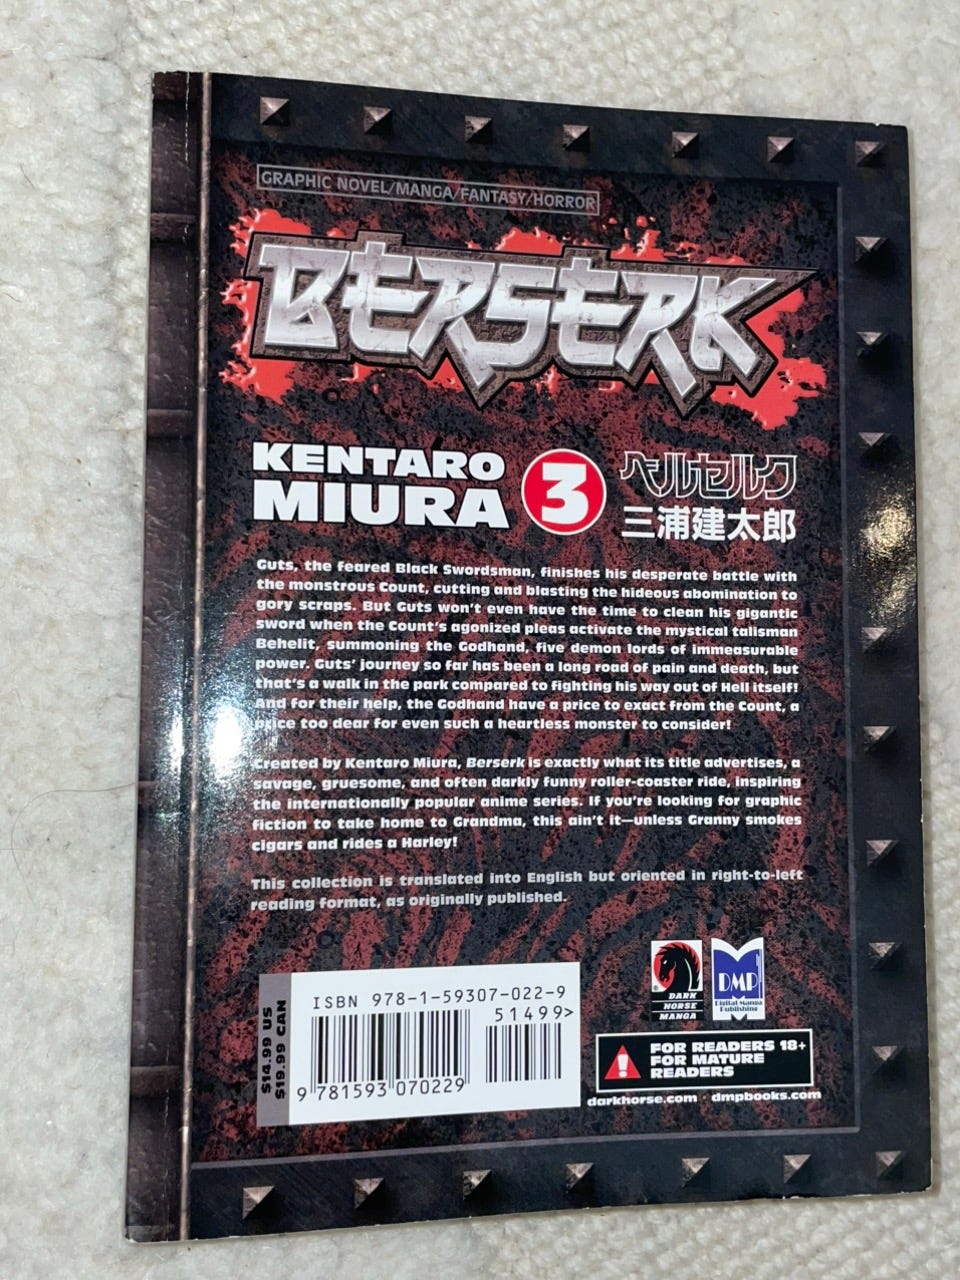 GRAPHIC NOVEL/MANGA/FANTASY/HORROR
BERSERK
KENTARO
MIURA
3
ベルセルク
三浦建太郎
Guts, the feared Black Swordsman, finishes his desperate battle with
the monstrous Count, cutting and blasting the hideous abomination to
gory scraps. But Guts won't even have the time to clean his gigantic
sword when the Count's agonized pleas activate the mystical talisman
Behelit, summoning the Godhand, five demon lords of immeasurable
power. Guts' journey so far has been a long road of pain and death, but
that's a walk in the park compared to fighting his way out of Hell itself!
And for their help, the Godhand have a price to exact from the Count, a
price too dear for even such a heartless monster to consider!
Created by Kentaro Miura, Berserk is exactly what its title advertises, a
savage, gruesome, and often darkly funny roller-coaster ride, inspiring
the internationally popular anime series. If you're looking for graphic
fiction to take home to Grandma, this ain't it—unless Granny smokes
cigars and rides a Harley!
This collection is translated into English but oriented in right-to-left
reading format, as originally published.
$14.99 US
$19.99 CAN
ISBN 978-1-59307-022-9
51499>
9 781593 070229
DARK
HORSE
MANGA
DMP
Digital Manga
Publishing
FOR READERS 18+
FOR MATURE
READERS
darkhorse.com · dmpbooks.com